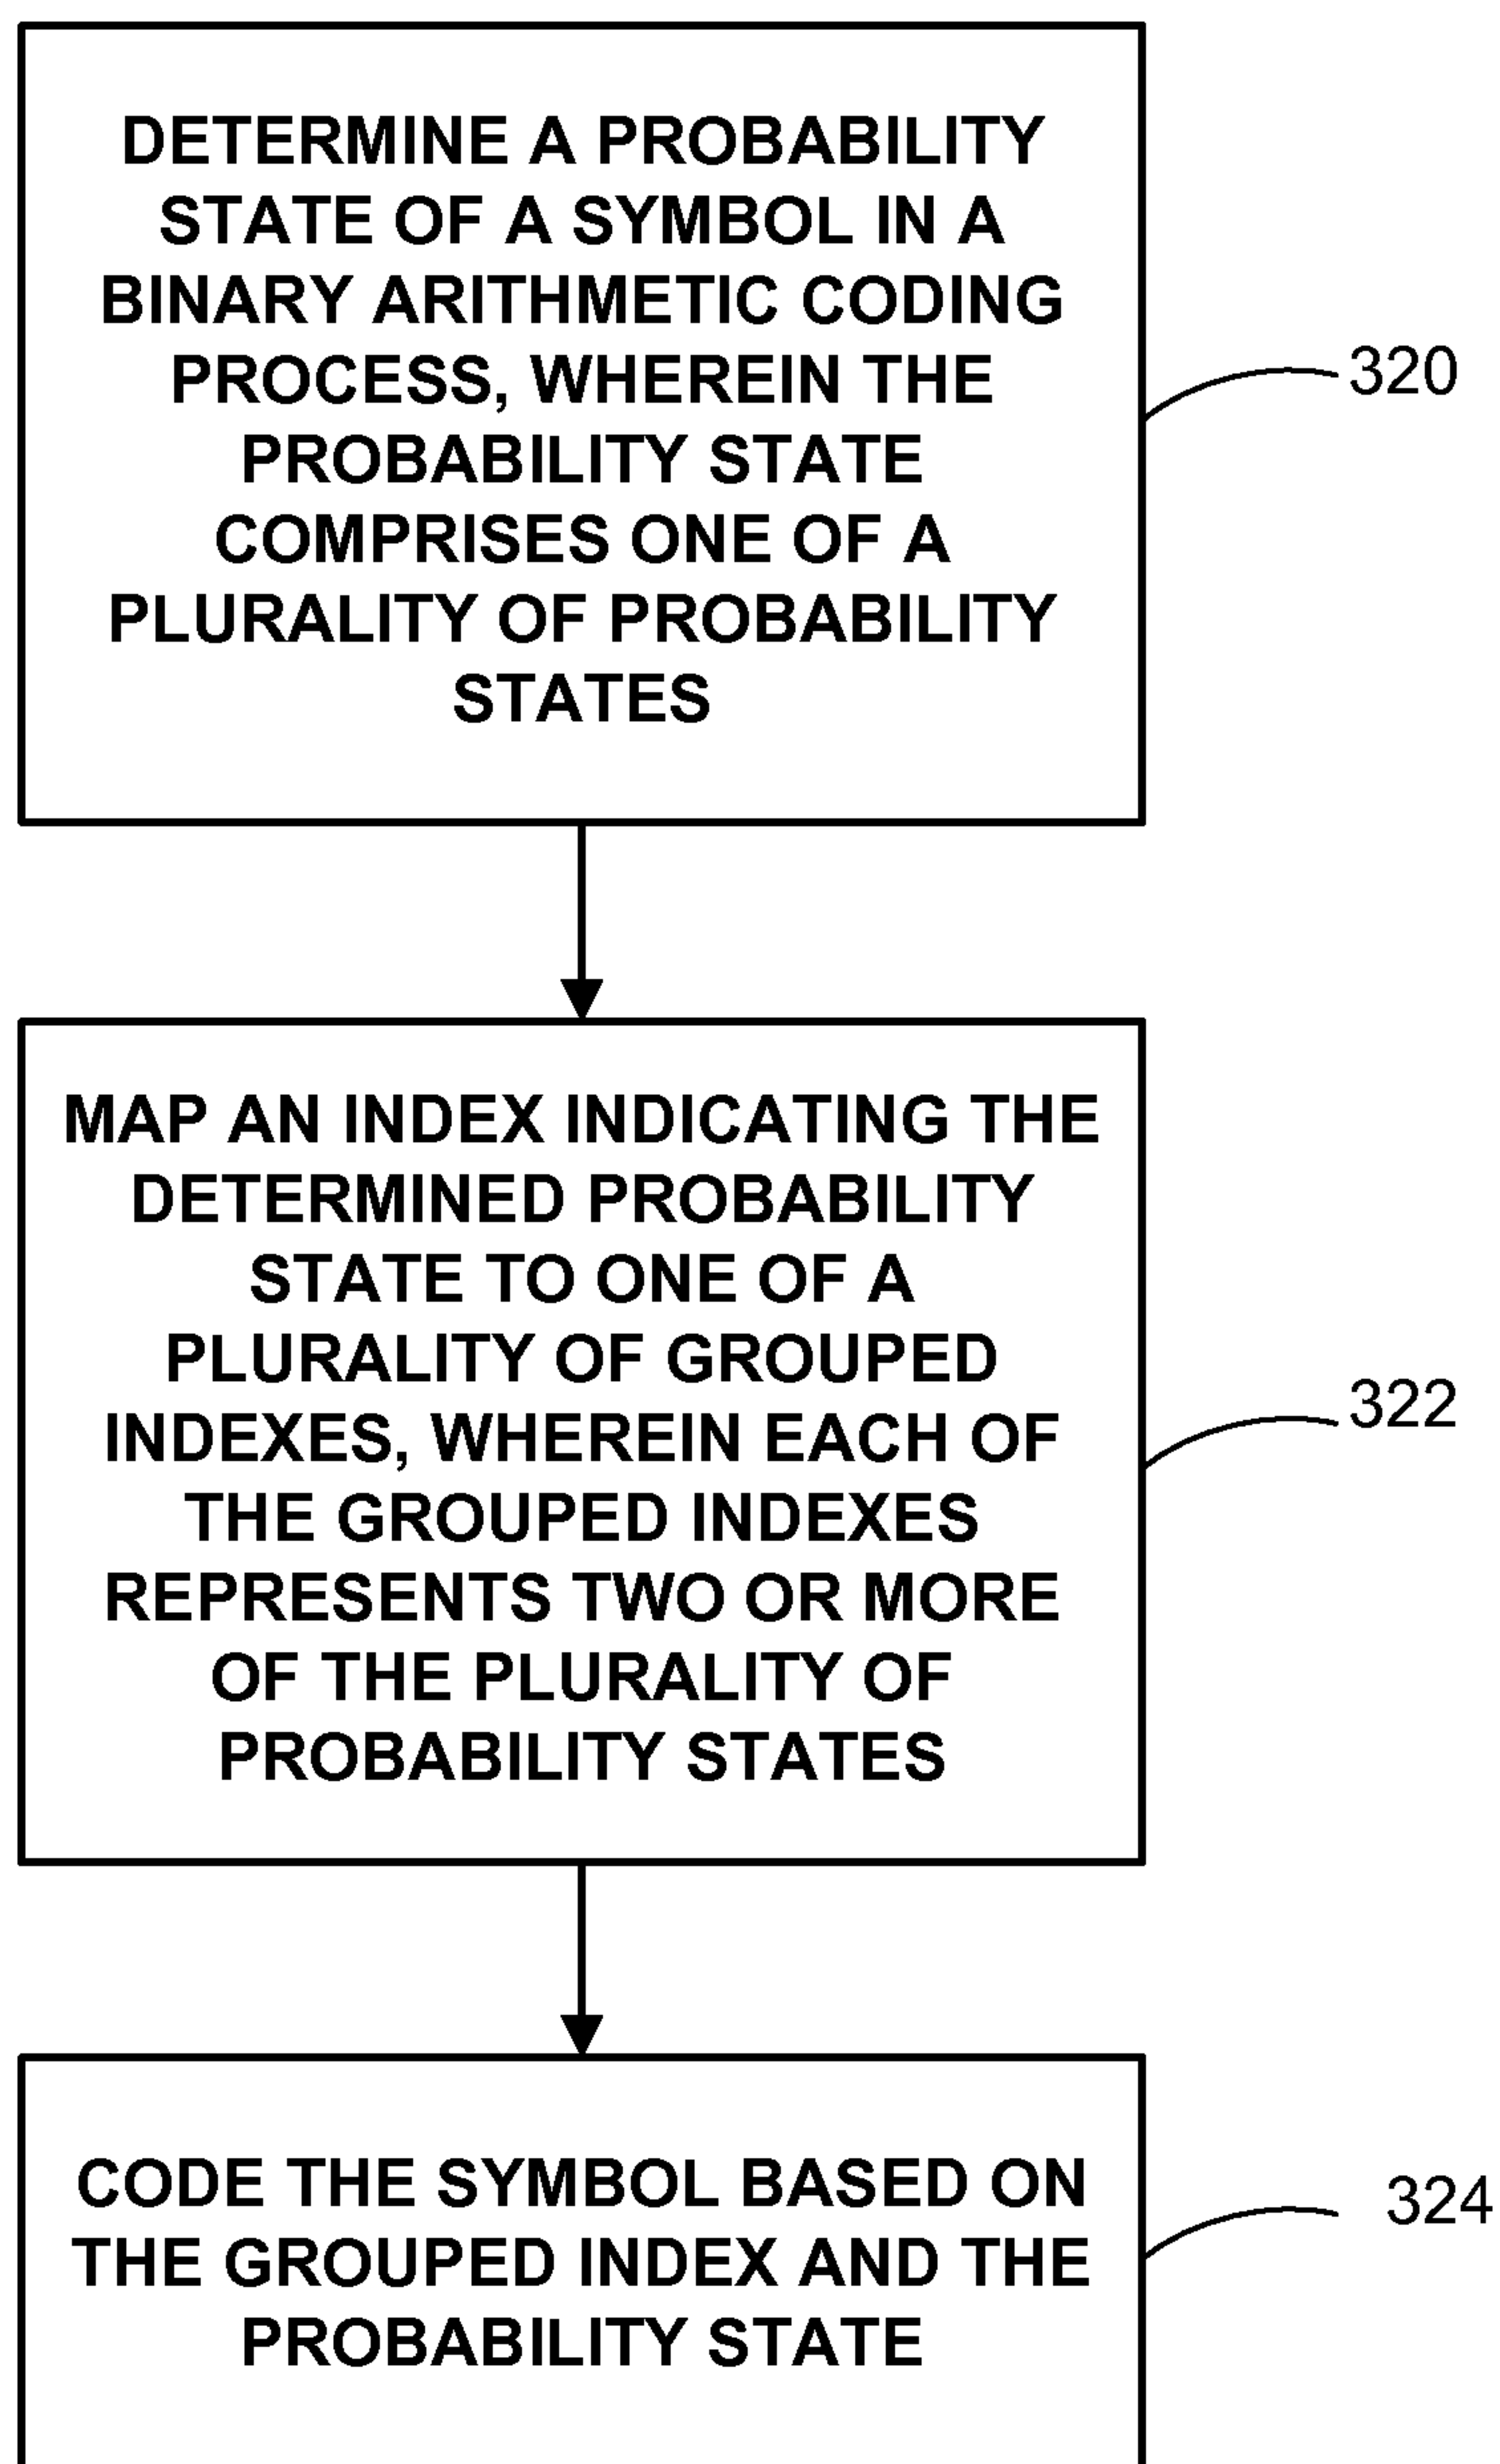 DETERMINE A PROBABILITY
STATE OF A SYMBOL IN A
BINARY ARITHMETIC CODING
PROCESS, WHEREIN THE
PROBABILITY STATE
COMPRISES ONE OF A
PLURALITY OF PROBABILITY
STATES
320
MAP AN INDEX INDICATING THE
DETERMINED PROBABILITY
STATE TO ONE OF A
PLURALITY OF GROUPED
INDEXES, WHEREIN EACH OF
THE GROUPED INDEXES
REPRESENTS TWO OR MORE
OF THE PLURALITY OF
PROBABILITY STATES
322
CODE THE SYMBOL BASED ON
THE GROUPED INDEX AND THE
PROBABILITY STATE
324